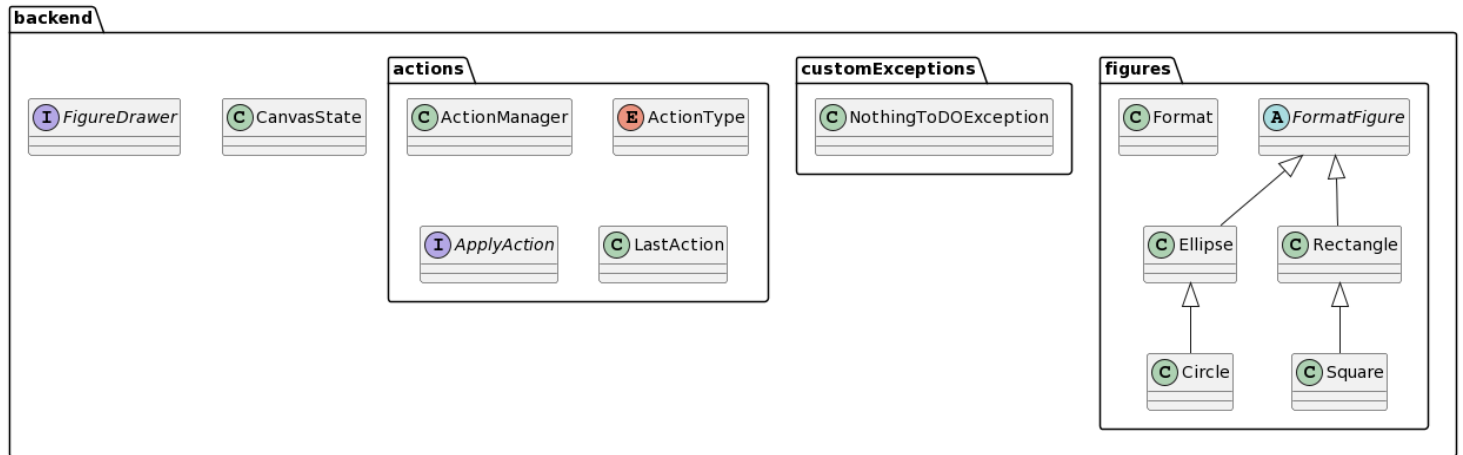 backend
actions
customExceptions
figures
I FigureDrawer
C CanvasState
C ActionManager
E ActionType
C NothingToDOException
C Format
A FormatFigure
I ApplyAction
C LastAction
C Ellipse
C Rectangle
C Circle
C Square